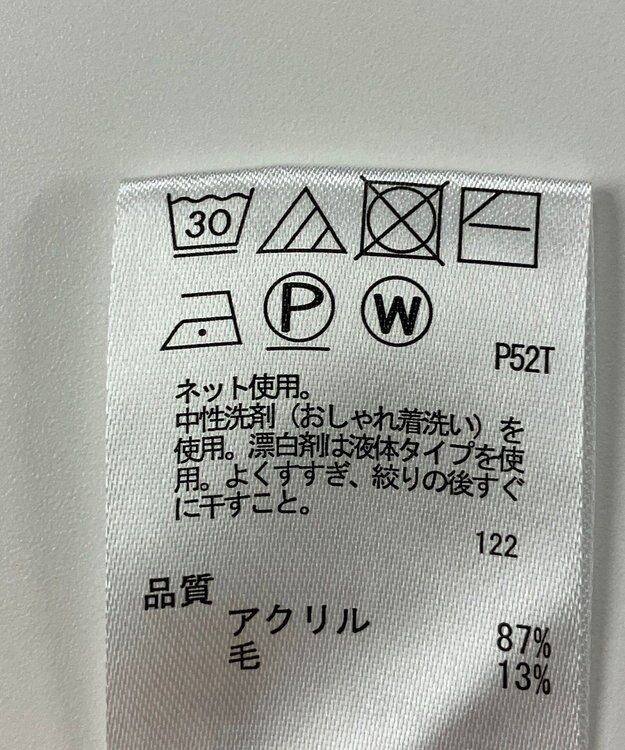 30
P W
P52T
ネット使用。
中性洗剤（おしゃれ着洗い）を
使用。漂白剤は液体タイプを使
用。よくすすぎ、絞りの後すぐ
に干すこと。
122
品質
アクリル 87%
毛 13%